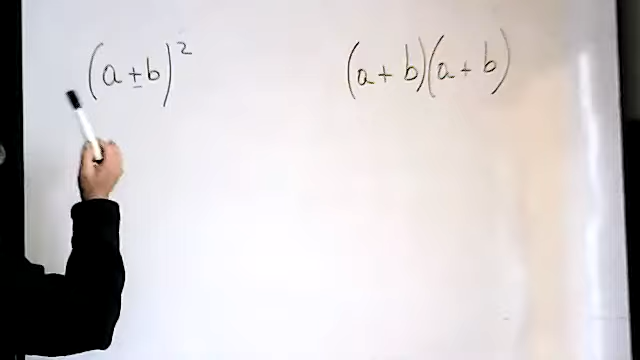 (a ± b)²
(a + b)(a + b)